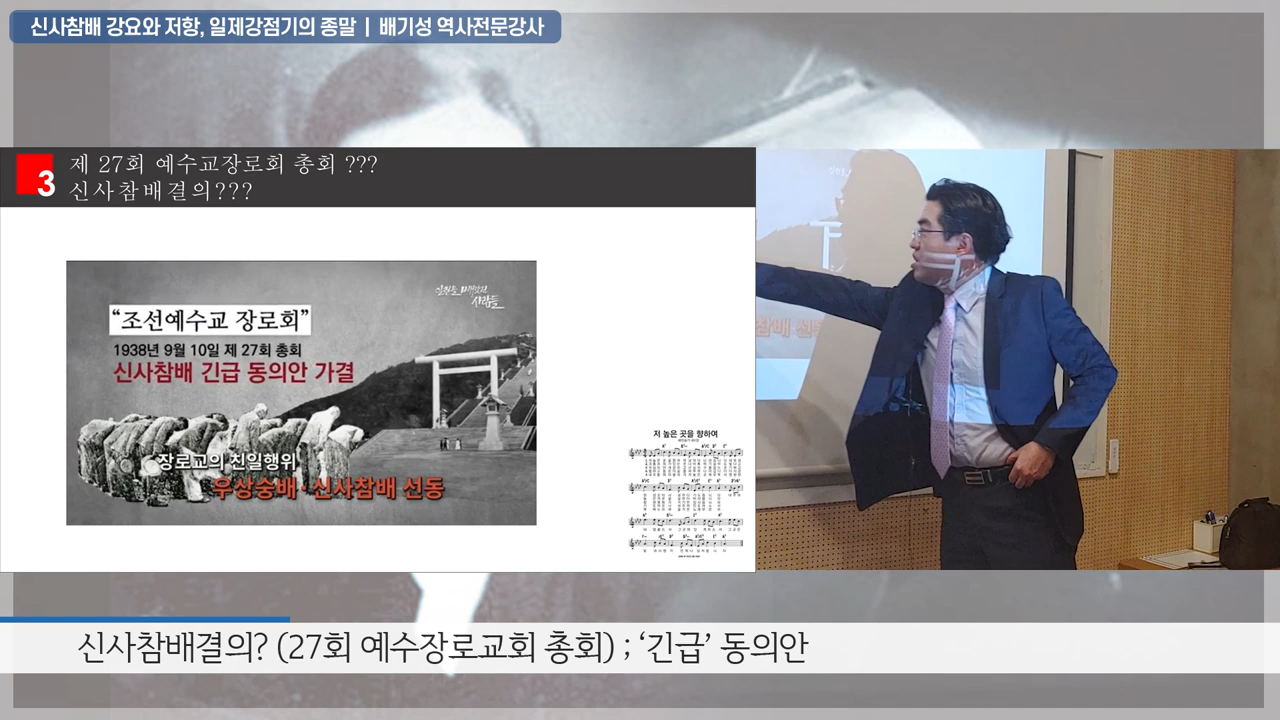 신사참배 강요와 저항, 일제강점기의 종말 | 배기성 역사전문강사
3
제 27회 예수교장로회 총회 ???
신사참배결의???
“조선예수교 장로회”
1938년 9월 10일 제 27회 총회
신사참배 긴급 동의안 가결
장로교의 친일행위
우상숭배·신사참배 선동
저 높은 곳을 향하여
신사참배결의? (27회 예수장로교회 총회) ; ‘긴급’ 동의안